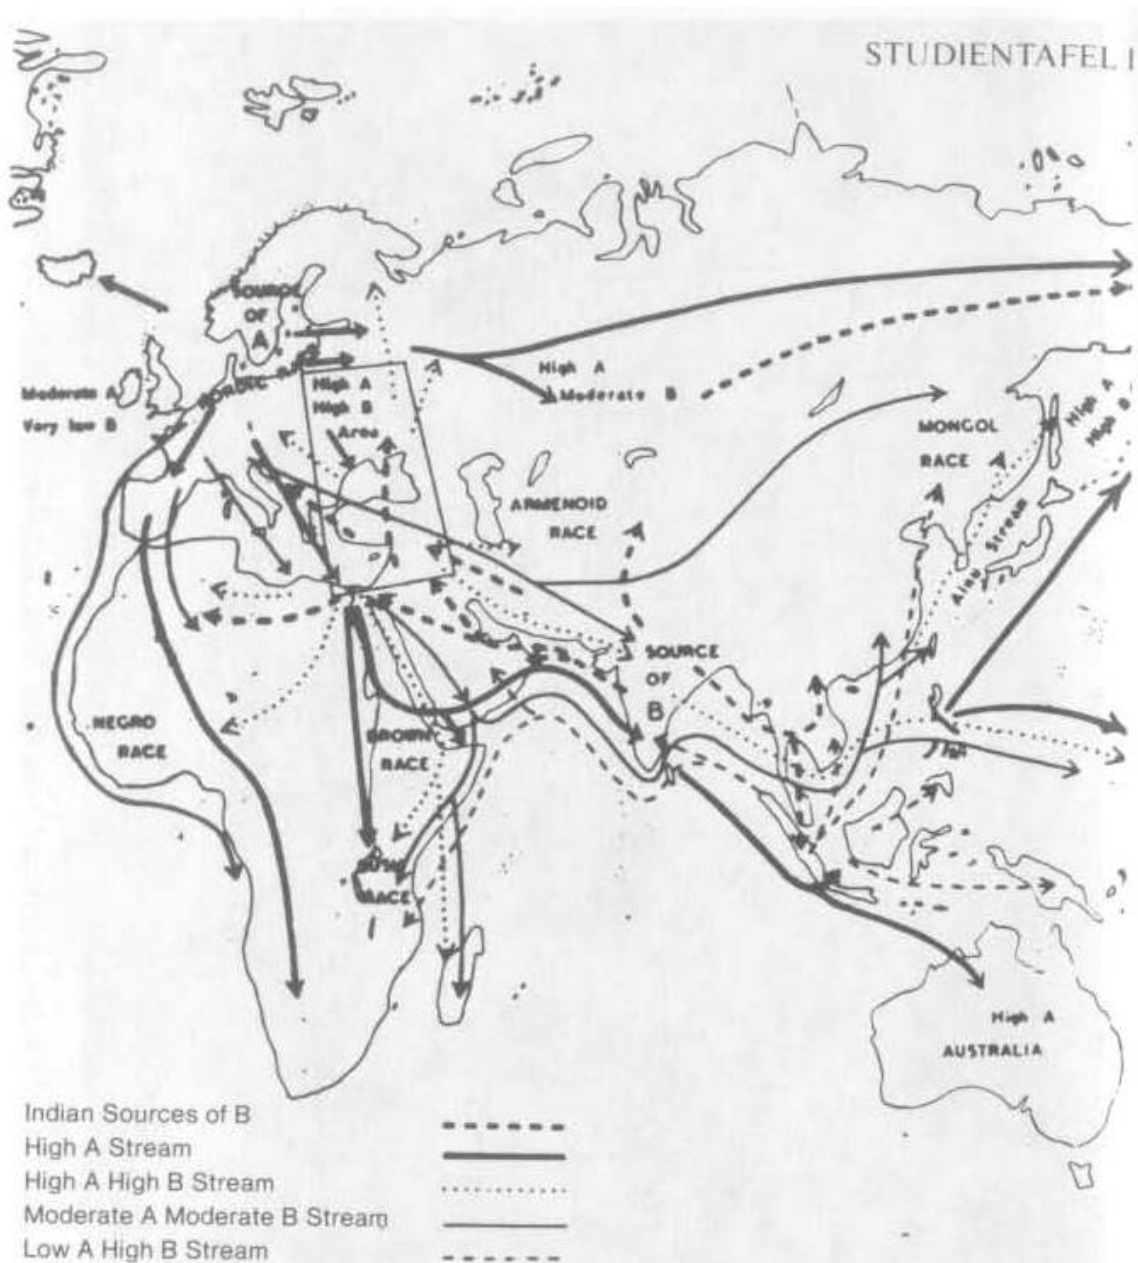 STUDIENTAFEL I
SOURCE
OF
A
NORDIC
High A
High B
Area
Moderate A
Very low B
High A
Moderate B
MONGOL
RACE
High A
High B
ARMENOID
RACE
Ainu Stream
SOURCE
OF
B
NEGRO
RACE
BROWN
RACE
RACE
High A
AUSTRALIA
Indian Sources of B
High A Stream
High A High B Stream
Moderate A Moderate B Stream
Low A High B Stream